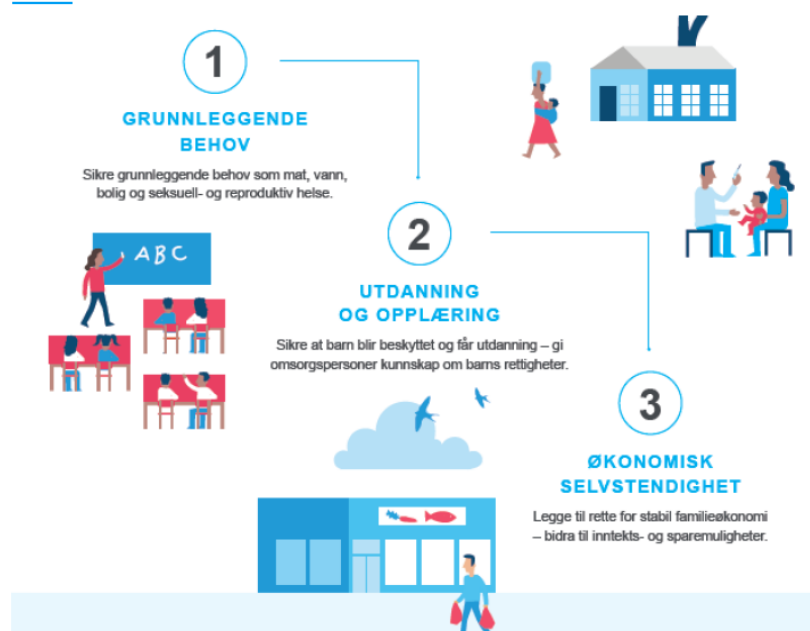 1
GRUNNLEGGENDE
BEHOV
Sikre grunnleggende behov som mat, vann,
bolig og seksuell- og reproduktiv helse.
ABC
2
UTDANNING
OG OPPLÆRING
Sikre at barn blir beskyttet og får utdanning – gi
omsorgspersoner kunnskap om barns rettigheter.
3
ØKONOMISK
SELVSTENDIGHET
Legge til rette for stabil familieøkonomi
– bidra til inntekts- og sparemuligheter.